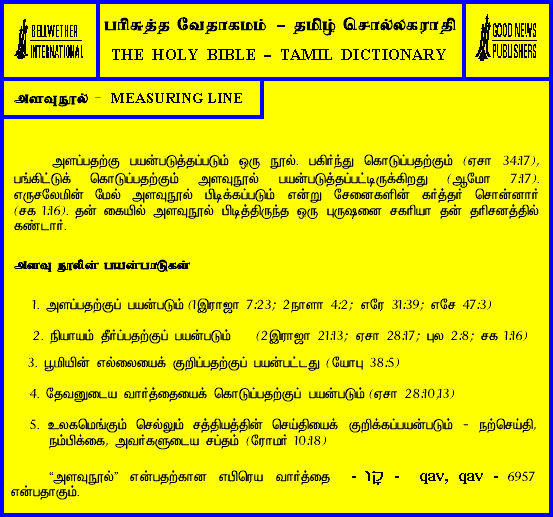 BELLWETHER
INTERNATIONAL
பரிசுத்த வேதாகமம் - தமிழ் சொல்லகராதி
THE HOLY BIBLE – TAMIL DICTIONARY
GOOD NEWS
PUBLISHERS
அளவுநூல் - MEASURING LINE
அளப்பதற்கு பயன்படுத்தப்படும் ஒரு நூல். பகிர்ந்து கொடுப்பதற்கும் (ஏசா 34:17),
பங்கிட்டுக் கொடுப்பதற்கும் அளவுநூல் பயன்படுத்தப்பட்டிருக்கிறது (ஆமோ 7:17).
எருசலேமின் மேல் அளவுநூல் பிடிக்கப்படும் என்று சேனைகளின் கர்த்தர் சொன்னார்
(சக 1:16). தன் கையில் அளவுநூல் பிடித்திருந்த ஒரு புருஷனை சகரியா தன் தரிசனத்தில்
கண்டார்.
அளவு நூலின் பயன்பாடுகள்
1. அளப்பதற்குப் பயன்படும் (1இராஜா 7:23; 2நாளா 4:2; எரே 31:39; எசே 47:3)
2. நியாயம் தீர்ப்பதற்குப் பயன்படும் (2இராஜா 21:13; ஏசா 28:17; புல 2:8; சக 1:16)
3. பூமியின் எல்லையைக் குறிப்பதற்குப் பயன்பட்டது (யோபு 38:5)
4. தேவனுடைய வார்த்தையைக் கொடுப்பதற்குப் பயன்படும் (ஏசா 28:10,13)
5. உலகமெங்கும் செல்லும் சத்தியத்தின் செய்தியைக் குறிக்கப்பயன்படும் - நற்செய்தி,
நம்பிக்கை, அவர்களுடைய சப்தம் (ரோமர் 10:18)
“அளவுநூல்” என்பதற்கான எபிரெய வார்த்தை - קָו - qav, qav - 6957
என்பதாகும்.